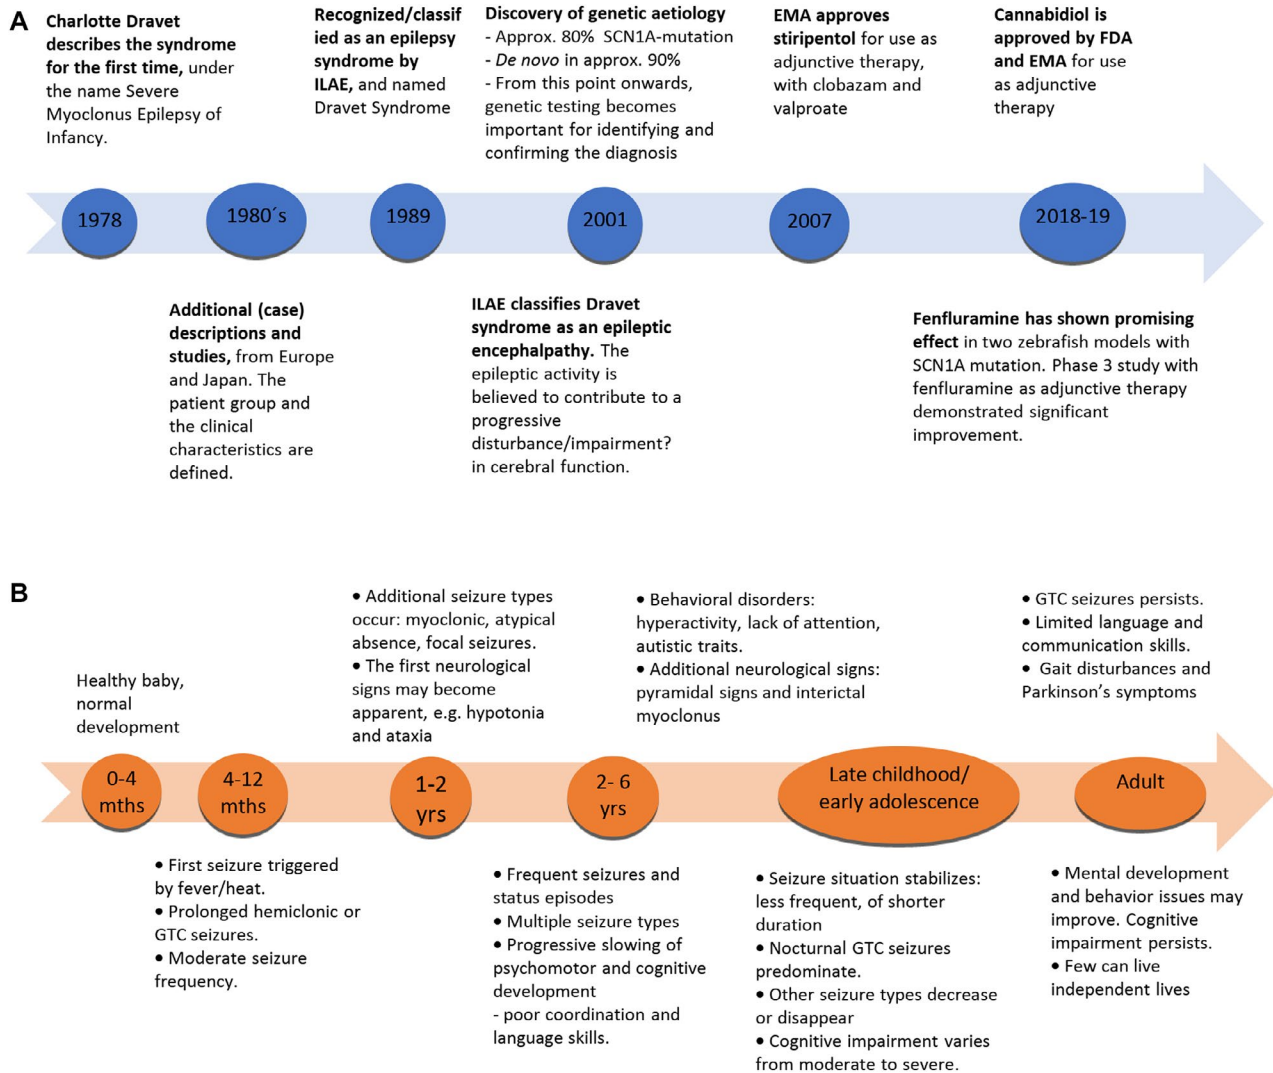 A
Charlotte Dravet
describes the syndrome
for the first time, under
the name Severe
Myoclonus Epilepsy of
Infancy.
Recognized/classif
ied as an epilepsy
syndrome by
ILAE, and named
Dravet Syndrome
Discovery of genetic aetiology
- Approx. 80% SCN1A-mutation
- De novo in approx. 90%
- From this point onwards,
genetic testing becomes
important for identifying and
confirming the diagnosis
EMA approves
stiripentol for use as
adjunctive therapy,
with clobazam and
valproate
Cannabidiol is
approved by FDA
and EMA for use
as adjunctive
therapy
1978
1980´s
1989
2001
2007
2018-19
Additional (case)
descriptions and
studies, from Europe
and Japan. The
patient group and
the clinical
characteristics are
defined.
ILAE classifies Dravet
syndrome as an epileptic
encephalpathy. The
epileptic activity is
believed to contribute to a
progressive
disturbance/impairment?
in cerebral function.
Fenfluramine has shown promising
effect in two zebrafish models with
SCN1A mutation. Phase 3 study with
fenfluramine as adjunctive therapy
demonstrated significant
improvement.
B
Healthy baby,
normal
development
• Additional seizure types
occur: myoclonic, atypical
absence, focal seizures.
• The first neurological
signs may become
apparent, e.g. hypotonia
and ataxia
• Behavioral disorders:
hyperactivity, lack of attention,
autistic traits.
• Additional neurological signs:
pyramidal signs and interictal
myoclonus
• GTC seizures persists.
• Limited language and
communication skills.
• Gait disturbances and
Parkinson's symptoms
0-4
mths
4-12
mths
1-2
yrs
2- 6
yrs
Late childhood/
early adolescence
Adult
• First seizure triggered
by fever/heat.
• Prolonged hemiclonic or
GTC seizures.
• Moderate seizure
frequency.
• Frequent seizures and
status episodes
• Multiple seizure types
• Progressive slowing of
psychomotor and cognitive
development
- poor coordination and
language skills.
• Seizure situation stabilizes:
less frequent, of shorter
duration
• Nocturnal GTC seizures
predominate.
• Other seizure types decrease
or disappear
• Cognitive impairment varies
from moderate to severe.
• Mental development
and behavior issues may
improve. Cognitive
impairment persists.
• Few can live
independent lives